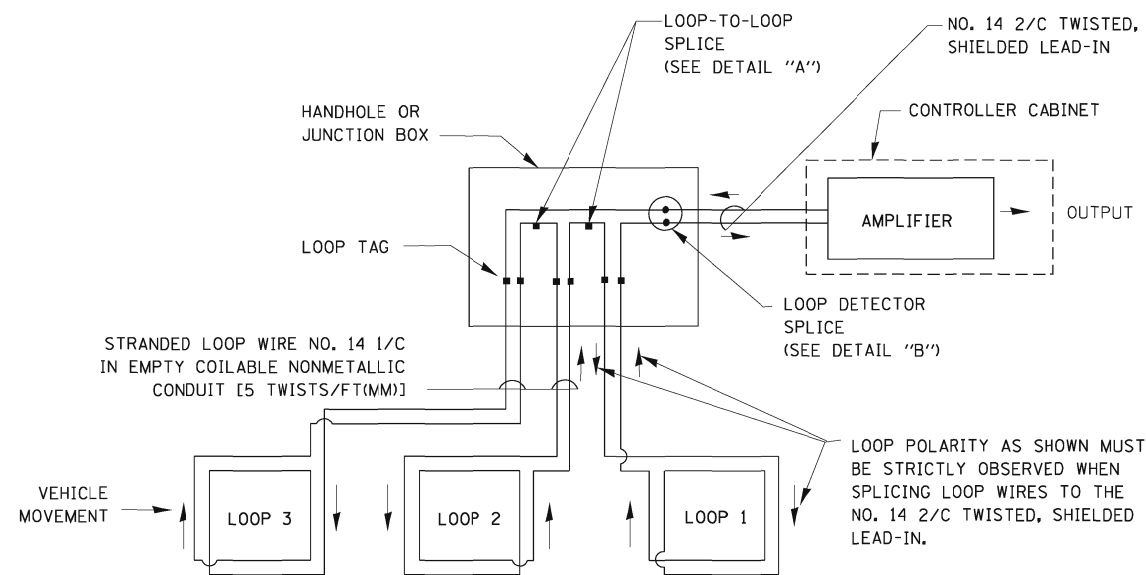 LOOP-TO-LOOP
SPLICE
(SEE DETAIL "A")
NO. 14 2/C TWISTED,
SHIELDED LEAD-IN
HANDHOLE OR
JUNCTION BOX
CONTROLLER CABINET
AMPLIFIER
OUTPUT
LOOP TAG
LOOP DETECTOR
SPLICE
(SEE DETAIL "B")
STRANDED LOOP WIRE NO. 14 1/C
IN EMPTY COILABLE NONMETALLIC
CONDUIT [5 TWISTS/FT(MM)]
LOOP POLARITY AS SHOWN MUST
BE STRICTLY OBSERVED WHEN
SPLICING LOOP WIRES TO THE
NO. 14 2/C TWISTED, SHIELDED
LEAD-IN.
VEHICLE
MOVEMENT
LOOP 3
LOOP 2
LOOP 1